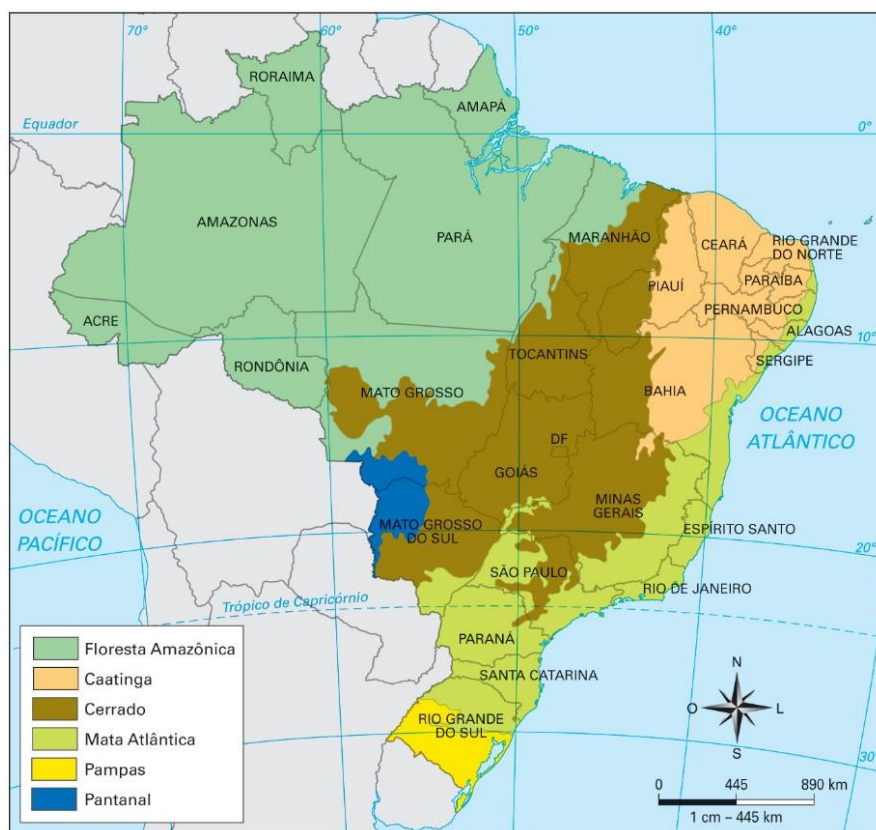 70°
60°
50°
40°
RORAIMA
AMAPÁ
Equador
0°
AMAZONAS
PARÁ
MARANHÃO
CEARÁ
RIO GRANDE
DO NORTE
PIAUÍ
PARAÍBA
PERNAMBUCO
ACRE
ALAGOAS
10°
RONDÔNIA
TOCANTINS
SERGIPE
MATO GROSSO
BAHIA
OCEANO
ATLÂNTICO
DF
GOIÁS
MINAS
GERAIS
OCEANO
PACÍFICO
MATO GROSSO
DO SUL
ESPÍRITO SANTO
20°
SÃO PAULO
RIO DE JANEIRO
Trópico de Capricórnio
PARANÁ
SANTA CATARINA
RIO GRANDE
DO SUL
30°
Floresta Amazônica
Caatinga
Cerrado
Mata Atlântica
Pampas
Pantanal
N
O
L
S
0 445 890 km
1 cm – 445 km